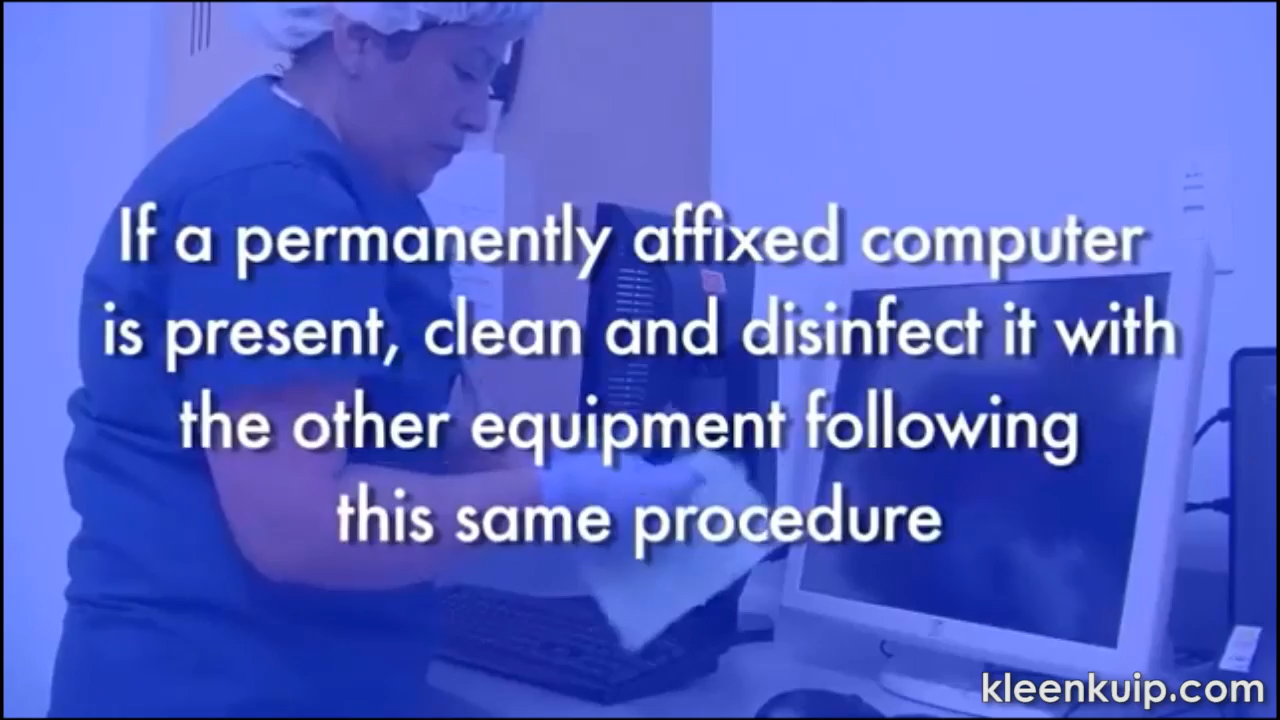 If a permanently affixed computer
is present, clean and disinfect it with
the other equipment following
this same procedure
kleenkuip.com